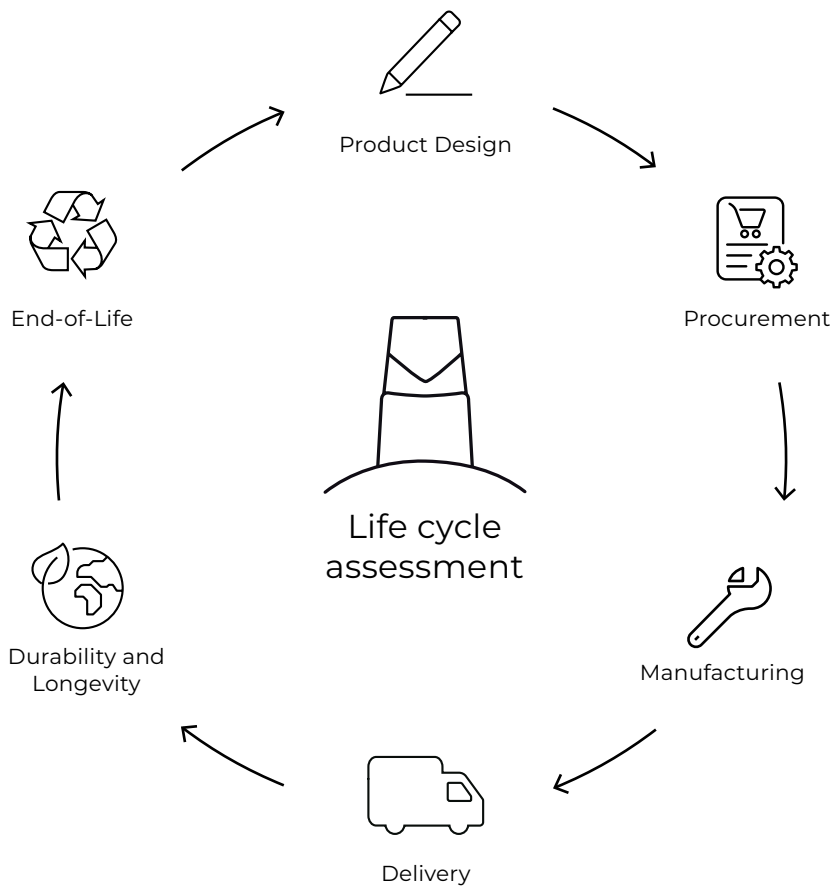 Product Design
Procurement
End-of-Life
Life cycle
assessment
Durability and
Longevity
Manufacturing
Delivery